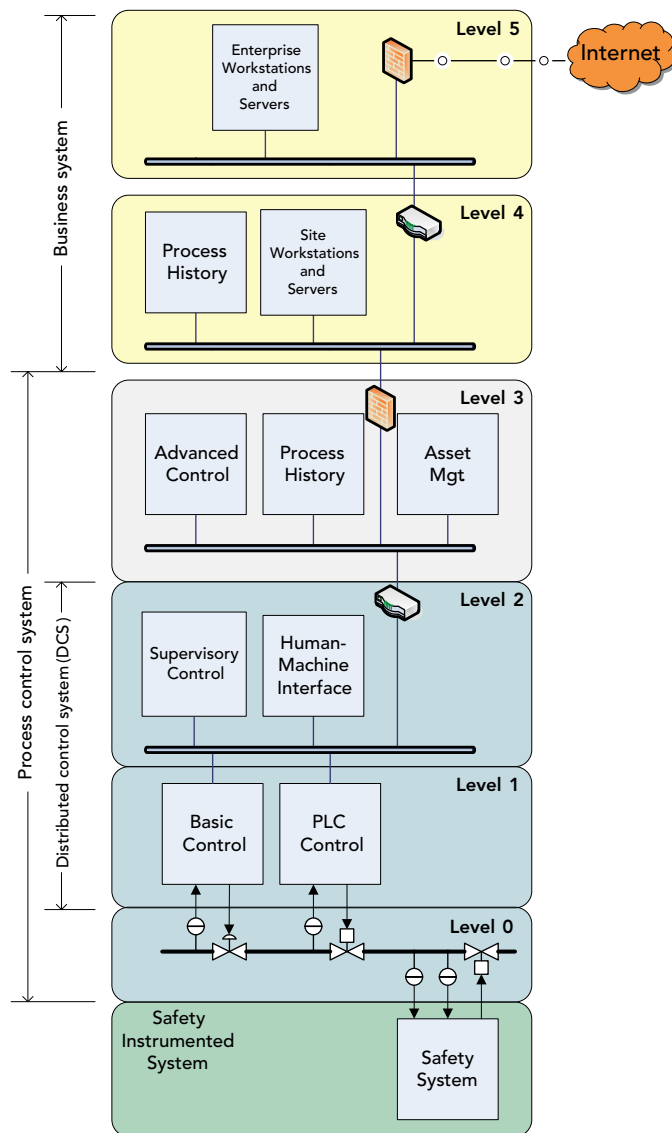 Level 5
Internet
Enterprise
Workstations
and
Servers
Business system
Level 4
Process
History
Site
Workstations
and
Servers
Level 3
Advanced
Control
Process
History
Asset
Mgt
Process control system
Distributed control system (DCS)
Level 2
Supervisory
Control
Human-
Machine
Interface
Level 1
Basic
Control
PLC
Control
Level 0
Safety
Instrumented
System
Safety
System